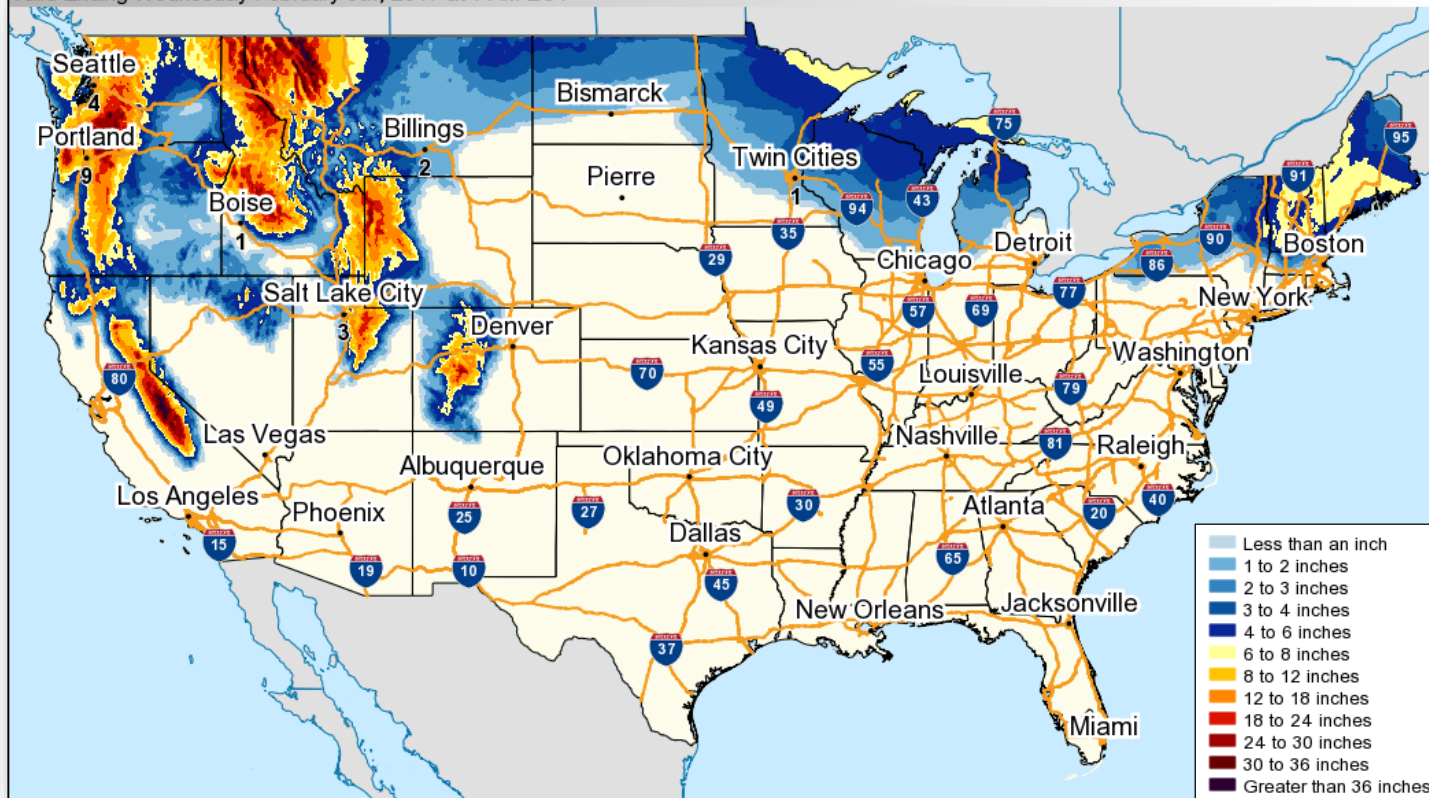 Seattle
4
Portland
9
Bismarck
Billings
2
75
95
Twin Cities
1
Pierre
91
Boise
1
94
43
35
90
Boston
29
Detroit
86
Chicago
Salt Lake City
3
77
New York
57
69
Denver
Kansas City
Washington
80
70
55
Louisville
79
49
Las Vegas
Nashville
81
Raleigh
Albuquerque
Oklahoma City
Los Angeles
Phoenix
25
27
30
Atlanta
20
40
15
Dallas
19
10
65
45
New Orleans
Jacksonville
37
Miami
Less than an inch
1 to 2 inches
2 to 3 inches
3 to 4 inches
4 to 6 inches
6 to 8 inches
8 to 12 inches
12 to 18 inches
18 to 24 inches
24 to 30 inches
30 to 36 inches
Greater than 36 inches